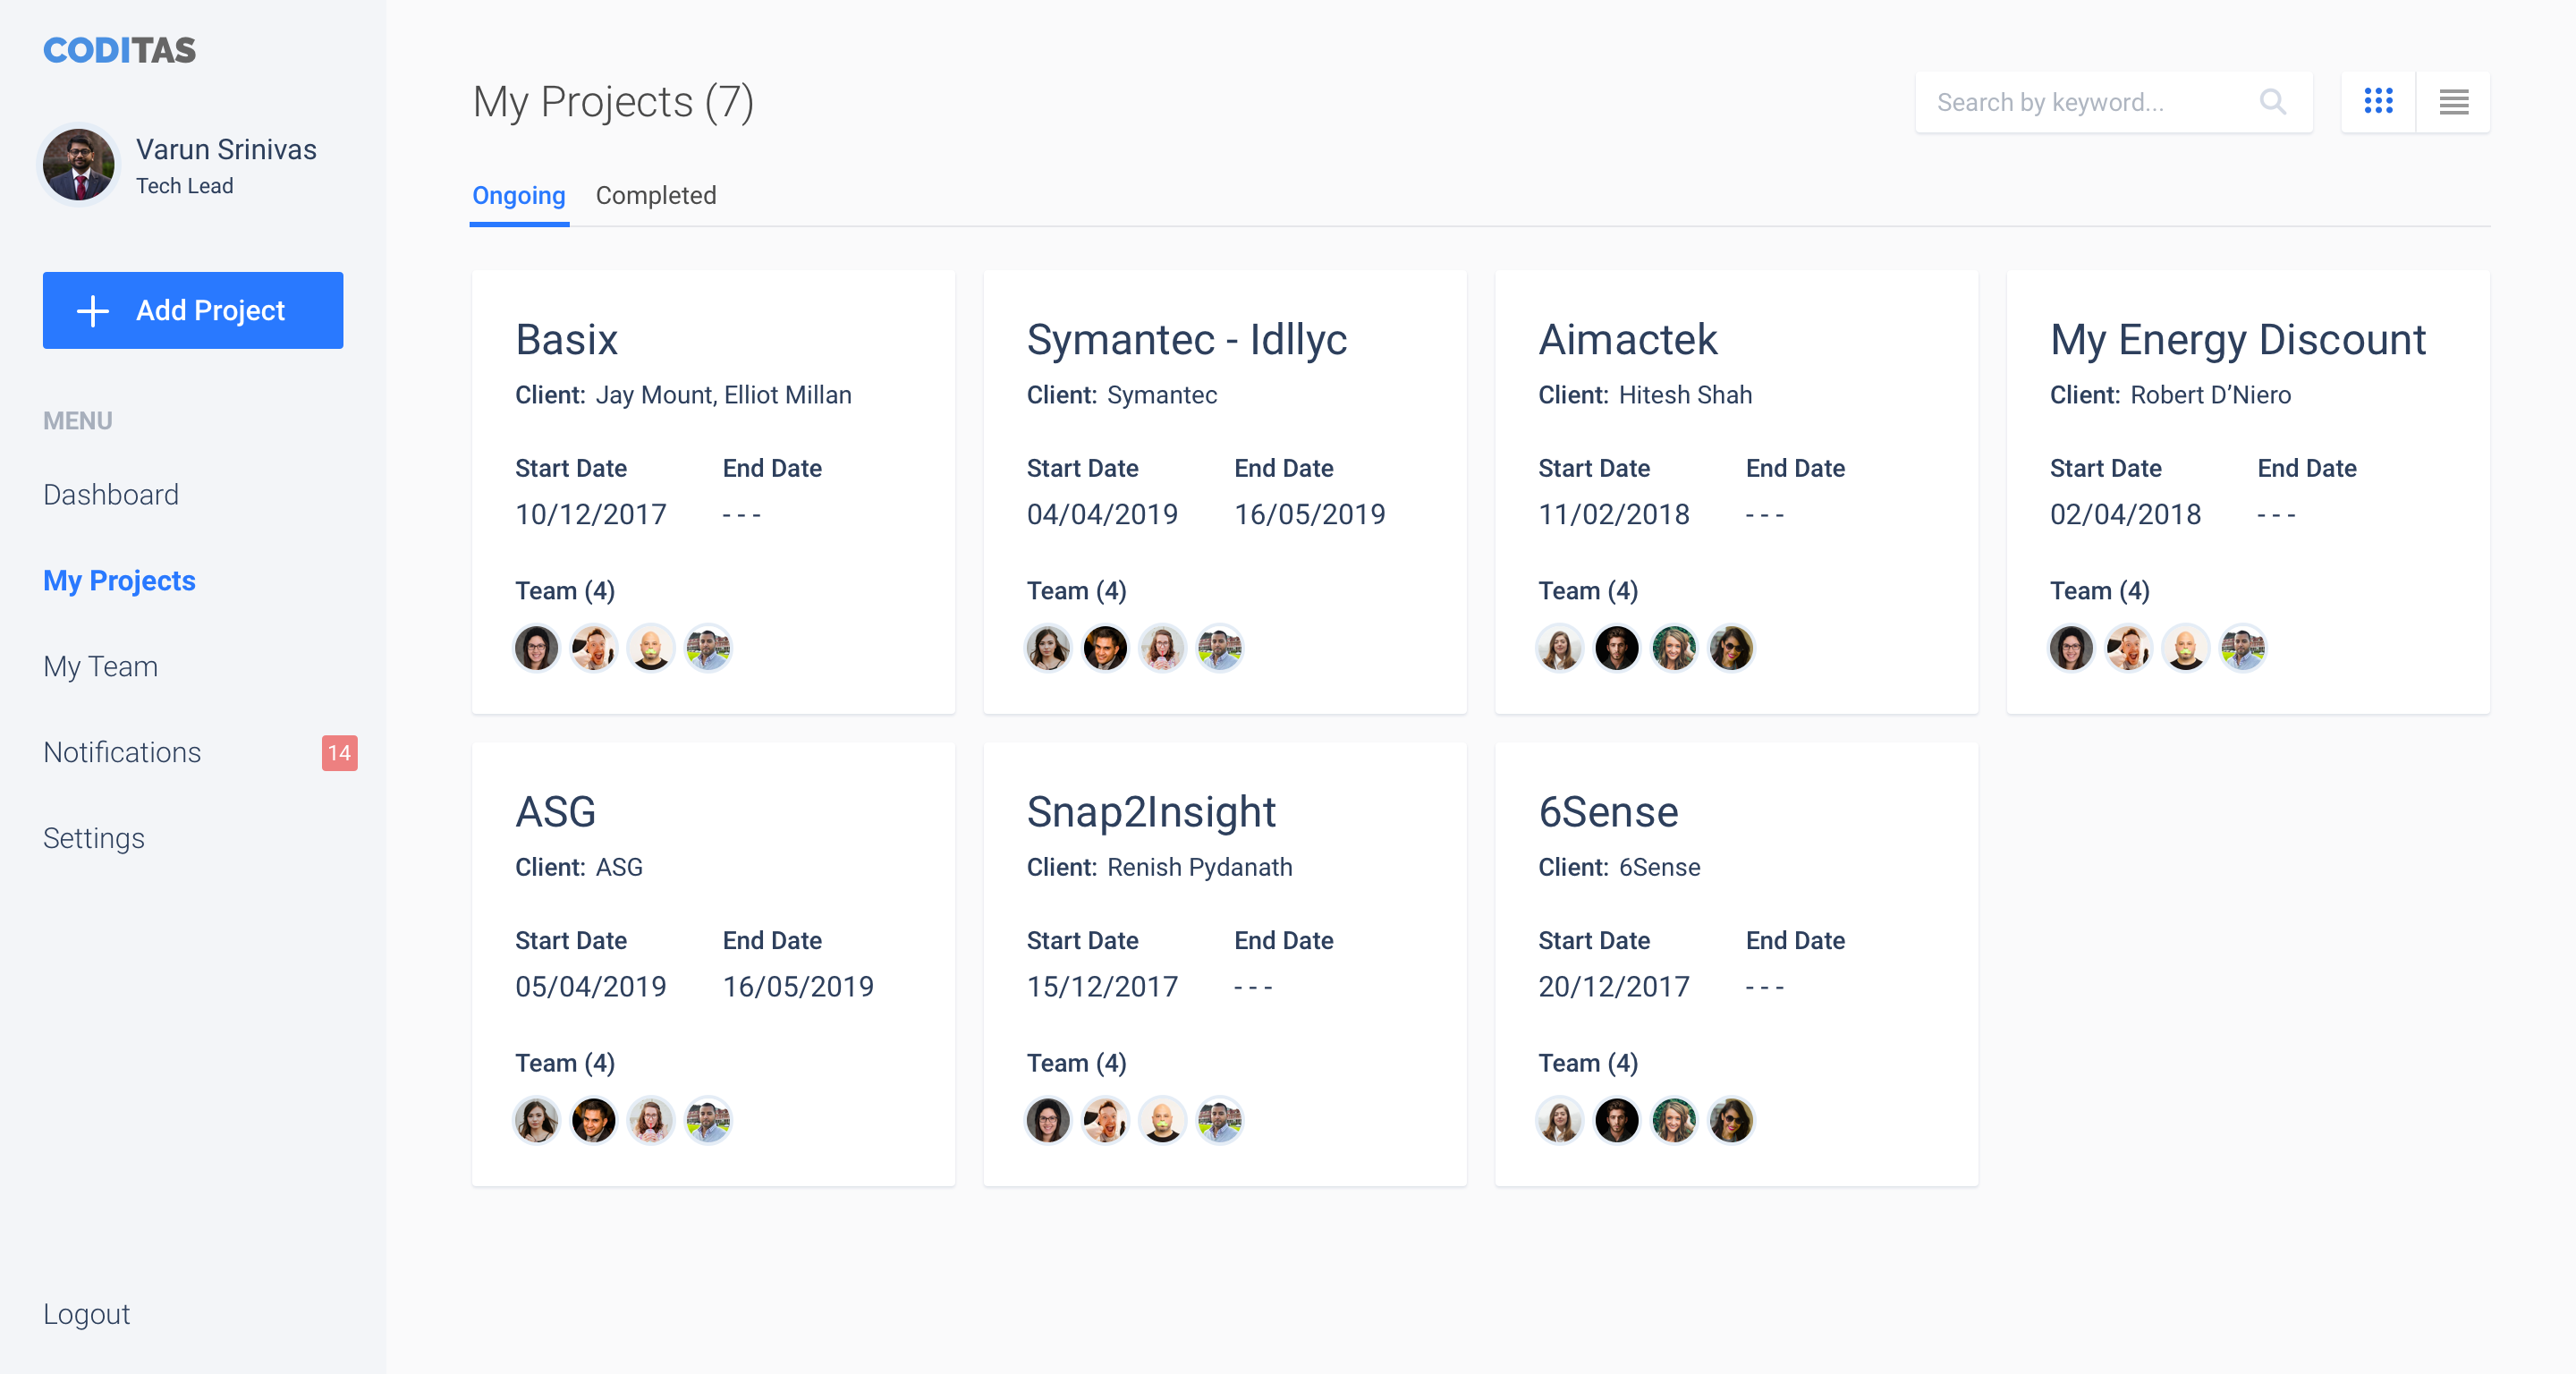 CODITAS
Varun Srinivas
Tech Lead
Add Project
MENU
Dashboard
My Projects
My Team
Notifications 14
Settings
Logout
My Projects (7)
Search by keyword...
Ongoing Completed
Basix
Client: Jay Mount, Elliot Millan
Start Date End Date
10/12/2017 - - -
Team (4)
Symantec - Idllyc
Client: Symantec
Start Date End Date
04/04/2019 16/05/2019
Team (4)
Aimactek
Client: Hitesh Shah
Start Date End Date
11/02/2018 - - -
Team (4)
My Energy Discount
Client: Robert D’Niero
Start Date End Date
02/04/2018 - - -
Team (4)
ASG
Client: ASG
Start Date End Date
05/04/2019 16/05/2019
Team (4)
Snap2Insight
Client: Renish Pydanath
Start Date End Date
15/12/2017 - - -
Team (4)
6Sense
Client: 6Sense
Start Date End Date
20/12/2017 - - -
Team (4)